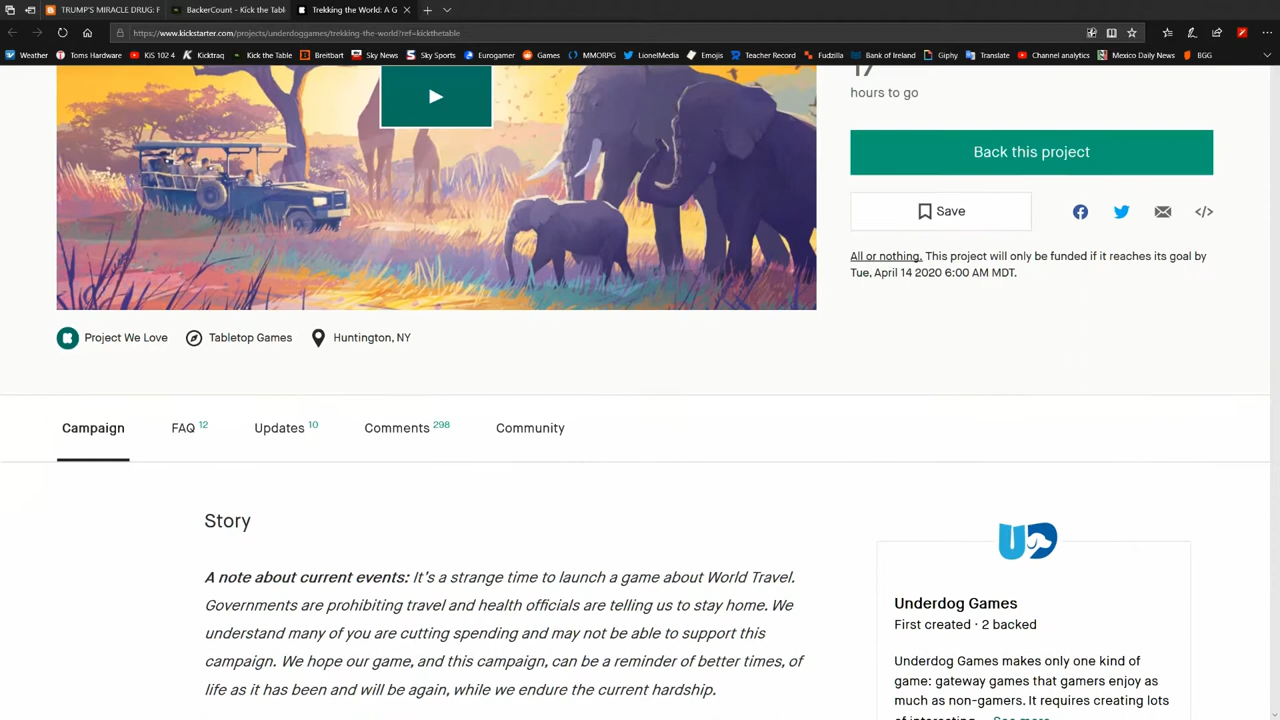 TRUMP'S MIRACLE DRUG: F
BackerCount - Kick the Tabl
Trekking the World: A G
https://www.kickstarter.com/projects/underdoggames/trekking-the-world?ref=kickthetable
Weather Toms Hardware KiiS 102 4 Kicktraq Kick the Table Breitbart Sky News Sky Sports Eurogamer Games MMORPG LionelMedia Emojis Teacher Record Fudzilla Bank of Ireland Giphy Translate Channel analytics Mexico Daily News BGG
17
hours to go
Back this project
Save
All or nothing. This project will only be funded if it reaches its goal by
Tue, April 14 2020 6:00 AM MDT.
Project We Love Tabletop Games Huntington, NY
Campaign FAQ 12 Updates 10 Comments 298 Community
Story
A note about current events: It's a strange time to launch a game about World Travel.
Governments are prohibiting travel and health officials are telling us to stay home. We
understand many of you are cutting spending and may not be able to support this
campaign. We hope our game, and this campaign, can be a reminder of better times, of
life as it has been and will be again, while we endure the current hardship.
UD
Underdog Games
First created · 2 backed
Underdog Games makes only one kind of
game: gateway games that gamers enjoy as
much as non-gamers. It requires creating lots
of interesting... See more